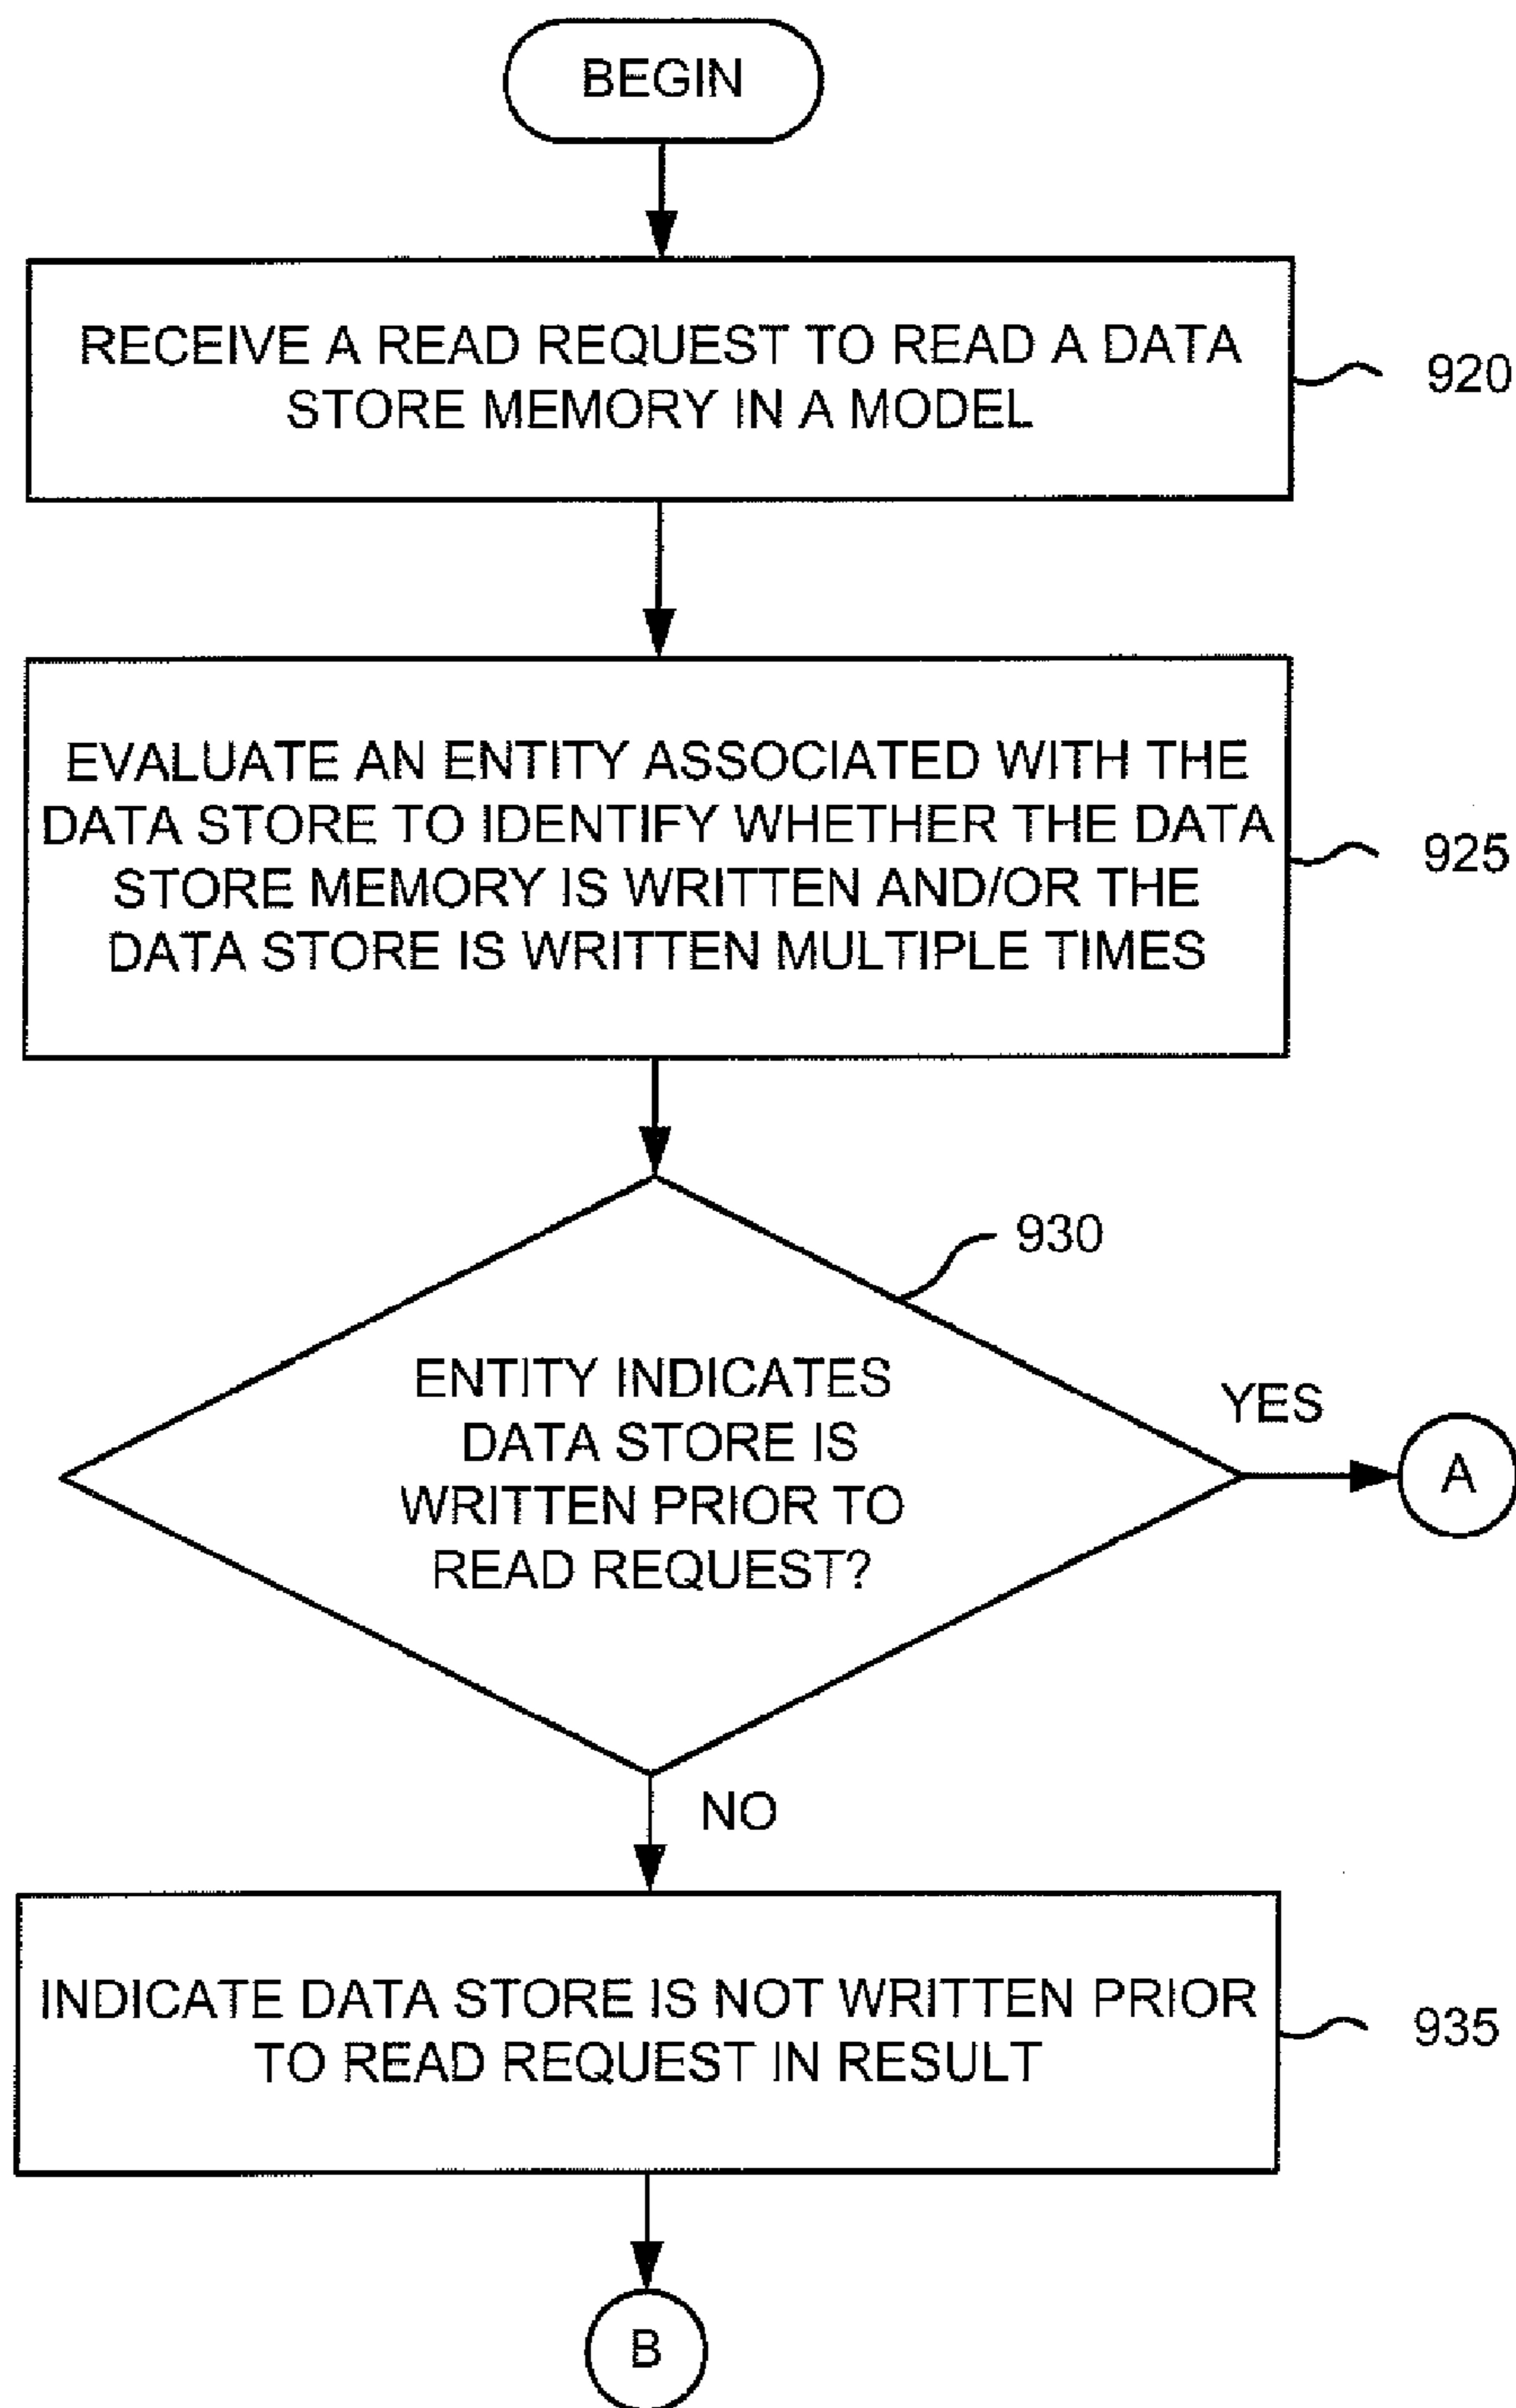 BEGIN
RECEIVE A READ REQUEST TO READ A DATA
STORE MEMORY IN A MODEL
920
EVALUATE AN ENTITY ASSOCIATED WITH THE
DATA STORE TO IDENTIFY WHETHER THE DATA
STORE MEMORY IS WRITTEN AND/OR THE
DATA STORE IS WRITTEN MULTIPLE TIMES
925
930
ENTITY INDICATES
DATA STORE IS
WRITTEN PRIOR TO
READ REQUEST?
YES
A
NO
INDICATE DATA STORE IS NOT WRITTEN PRIOR
TO READ REQUEST IN RESULT
935
B